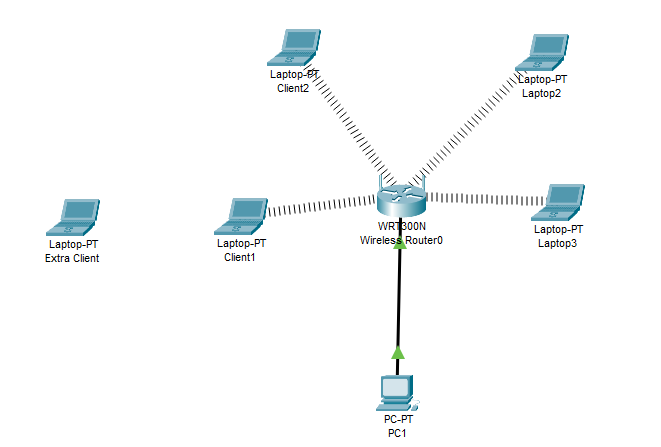 Laptop-PT
Client2
Laptop-PT
Laptop2
Laptop-PT
Extra Client
Laptop-PT
Client1
WRT300N
Wireless Router0
Laptop-PT
Laptop3
PC-PT
PC1